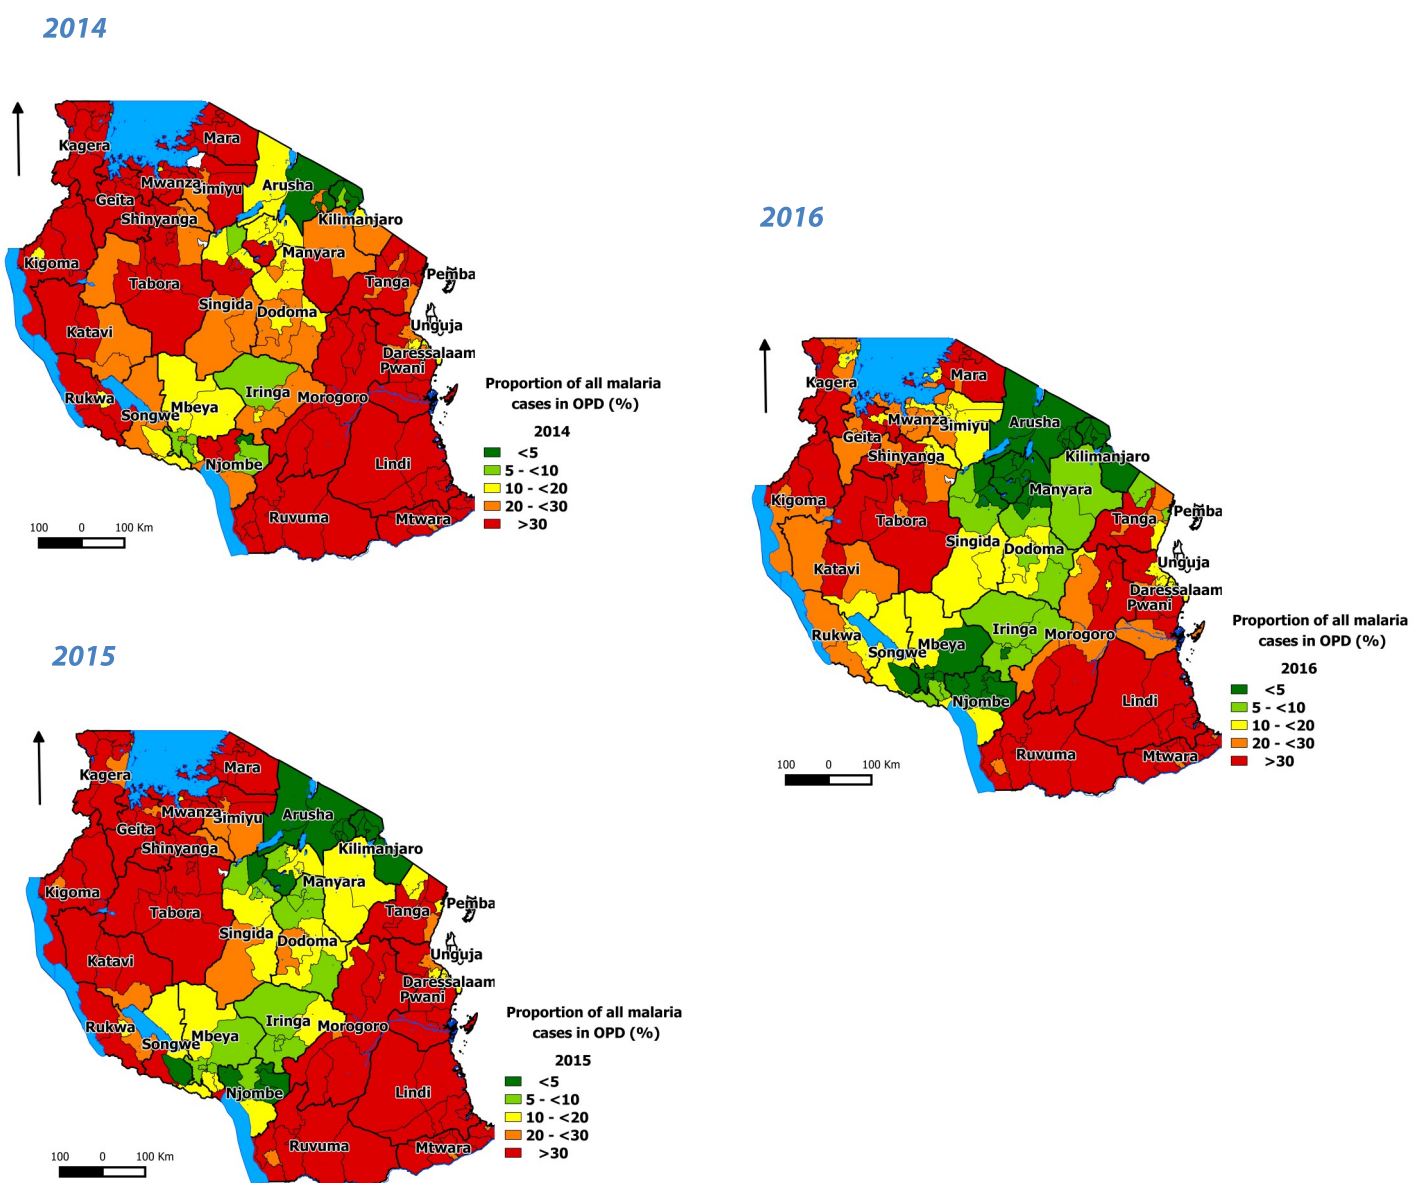 2014
Kagera
Mara
Mwanza
Simiyu
Arusha
Geita
Shinyanga
Kilimanjaro
Kigoma
Manyara
Tabora
Tanga
Pemba
Singida
Dodoma
Katavi
Unguja
Daressalaam
Pwani
Rukwa
Songwe
Mbeya
Iringa
Morogoro
Njombe
Lindi
Ruvuma
Mtwara
Proportion of all malaria
cases in OPD (%)
2014
<5
5 - <10
10 - <20
20 - <30
>30
100 0 100 Km
2016
Kagera
Mara
Mwanza
Simiyu
Arusha
Geita
Shinyanga
Kilimanjaro
Kigoma
Manyara
Tabora
Tanga
Pemba
Singida
Dodoma
Katavi
Unguja
Daressalaam
Pwani
Rukwa
Songwe
Mbeya
Iringa
Morogoro
Njombe
Lindi
Ruvuma
Mtwara
Proportion of all malaria
cases in OPD (%)
2016
<5
5 - <10
10 - <20
20 - <30
>30
100 0 100 Km
2015
Kagera
Mara
Mwanza
Simiyu
Arusha
Geita
Shinyanga
Kilimanjaro
Kigoma
Manyara
Tabora
Tanga
Pemba
Singida
Dodoma
Katavi
Unguja
Daressalaam
Pwani
Rukwa
Songwe
Mbeya
Iringa
Morogoro
Njombe
Lindi
Ruvuma
Mtwara
Proportion of all malaria
cases in OPD (%)
2015
<5
5 - <10
10 - <20
20 - <30
>30
100 0 100 Km